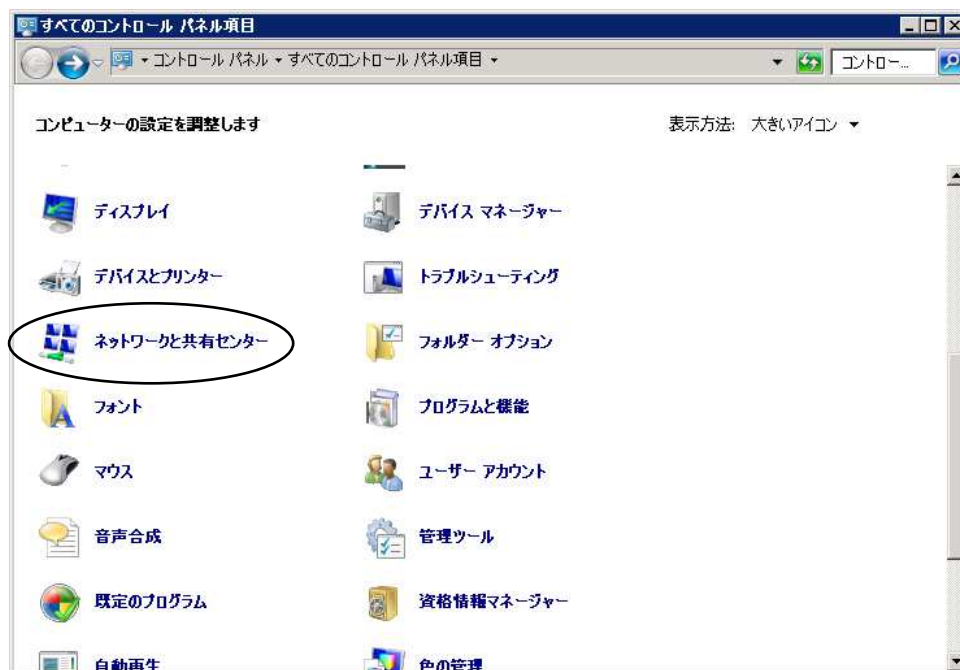 すべてのコントロール パネル項目
コントロール パネル すべてのコントロール パネル項目
コントロー...
コンピューターの設定を調整します
表示方法: 大きいアイコン
ディスプレイ
デバイス マネージャー
デバイスとプリンター
トラブルシューティング
ネットワークと共有センター
フォルダー オプション
フォント
プログラムと機能
マウス
ユーザー アカウント
音声合成
管理ツール
既定のプログラム
資格情報マネージャー
自動再生
色の管理